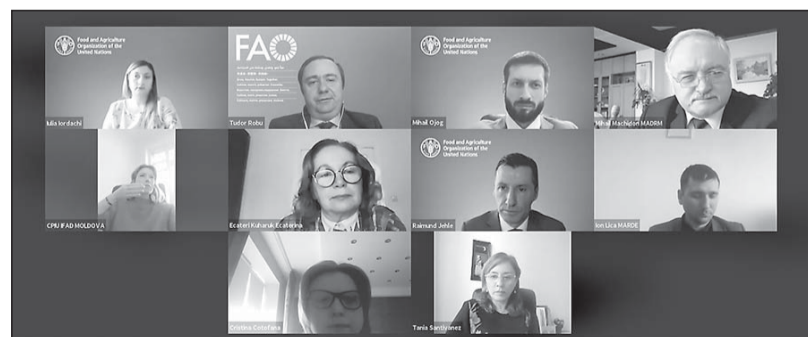 Food and Agriculture
Organization of the
United Nations
FAO
Food and Agriculture
Organization of the
United Nations
Iulia Iordachi
Tudor Robu
Mihail Ojog
Mihail Machidon MADRM
Food and Agriculture
Organization of the
United Nations
CPIU IFAD MOLDOVA
Ecateri Kuharuk Ecaterina
Raimund Jehle
Ion Lica MARDE
Cristina Cotofana
Tania Santivanez